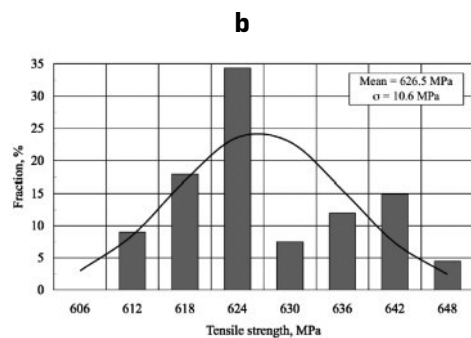 b
Mean = 626.5 MPa
σ = 10.6 MPa
Fraction, %
35
30
25
20
15
10
5
0
606 612 618 624 630 636 642 648
Tensile strength, MPa